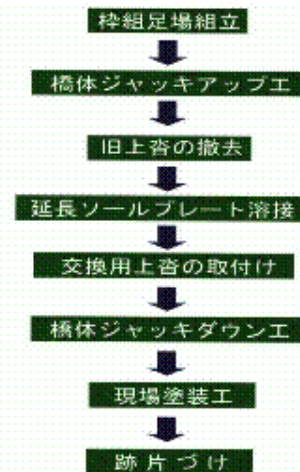 枠組足場組立
橋体ジャッキアップ工
旧上沓の撤去
延長ソールプレート溶接
交換用上沓の取付け
橋体ジャッキダウン工
現場塗装工
跡片づけ